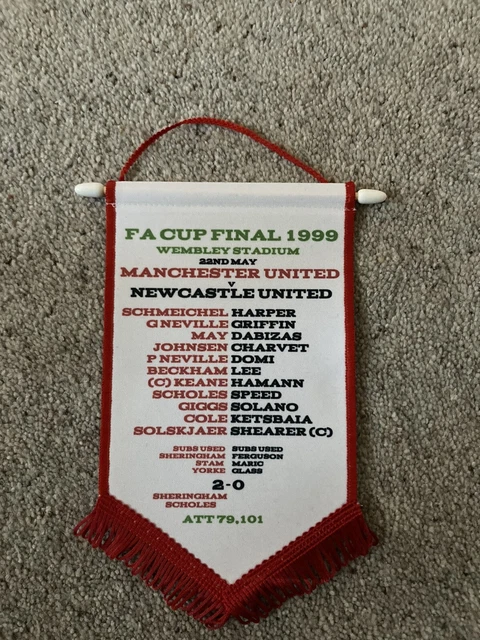 FA CUP FINAL 1999
WEMBLEY STADIUM
22ND MAY
MANCHESTER UNITED
V
NEWCASTLE UNITED
SCHMEICHEL HARPER
G NEVILLE GRIFFIN
MAY DABIZAS
JOHNSEN CHARVET
P NEVILLE DOMI
BECKHAM LEE
(C) KEANE HAMANN
SCHOLES SPEED
GIGGS SOLANO
COLE KETSBAIA
SOLSKJAER SHEARER (C)
SUBS USED SUBS USED
SHERINGHAM FERGUSON
STAM MARIC
YORKE GLASS
2-0
SHERINGHAM
SCHOLES
ATT 79,101